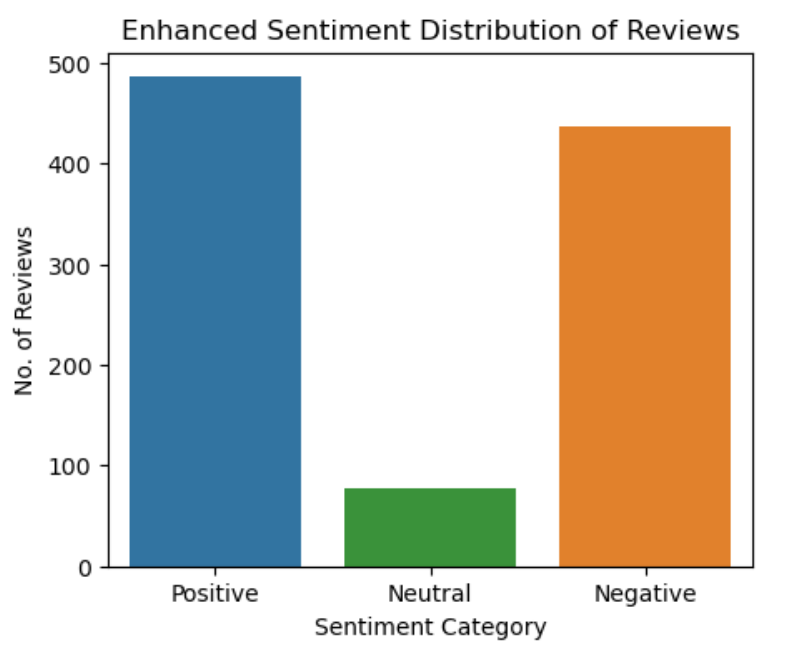 Enhanced Sentiment Distribution of Reviews
500
400
300
200
100
0
No. of Reviews
Positive
Neutral
Negative
Sentiment Category